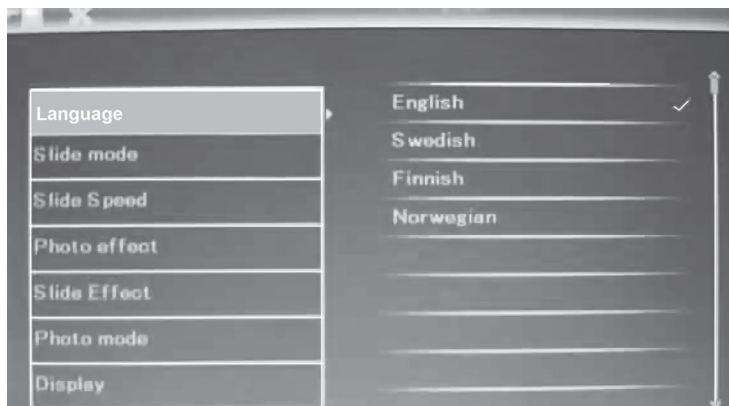 Language
Slide mode
Slide Speed
Photo effect
Slide Effect
Photo mode
Display
English
Swedish
Finnish
Norwegian